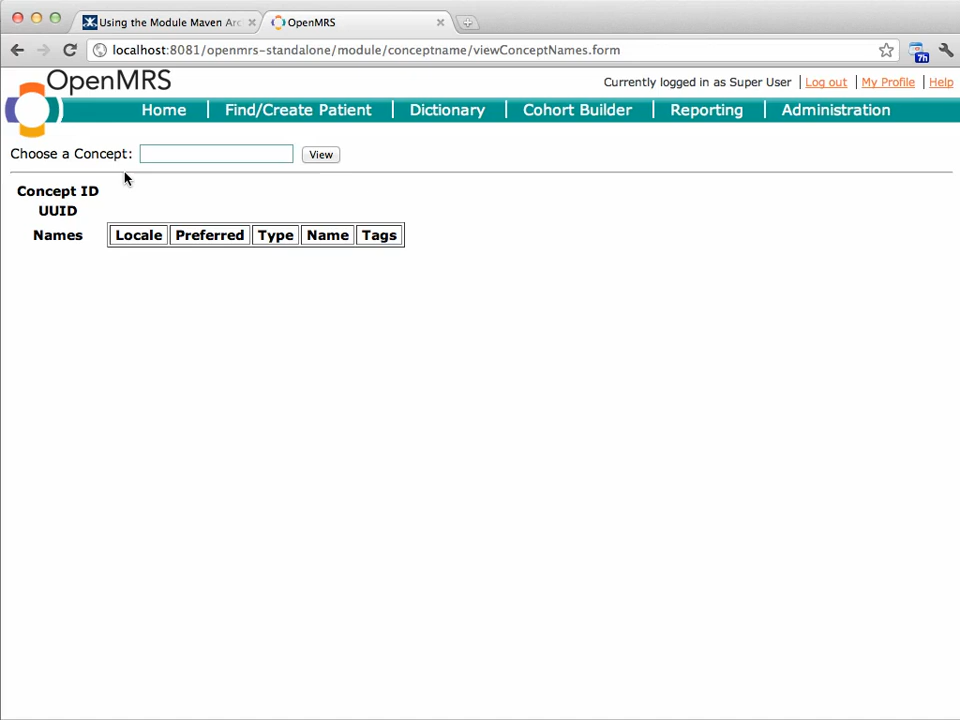 Using the Module Maven Arc
OpenMRS
localhost:8081/openmrs-standalone/module/conceptname/viewConceptNames.form
7h
OpenMRS
Currently logged in as Super User Log out My Profile Help
Home Find/Create Patient Dictionary Cohort Builder Reporting Administration
Choose a Concept: View
Concept ID
UUID
Names Locale Preferred Type Name Tags